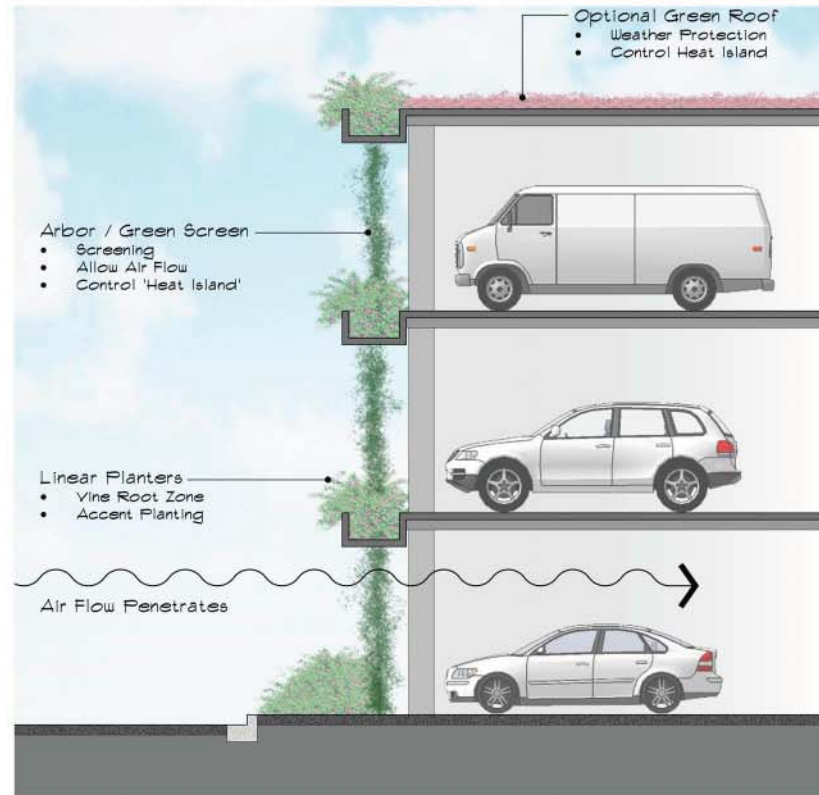 Optional Green Roof
• Weather Protection
• Control Heat Island
Arbor / Green Screen
• Screening
• Allow Air Flow
• Control 'Heat Island'
Linear Planters
• Vine Root Zone
• Accent Planting
Air Flow Penetrates